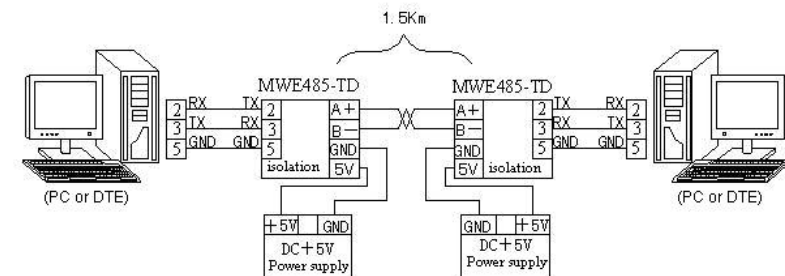 1.5Km
MWE485-TD
MWE485-TD
2 RX TX 2 A+ A+ 2 TX RX 2
3 TX RX 3 B— B— 3 RX TX 3
5 GND GND 5 GND GND 5 GND GND 5
isolation 5V 5V isolation
(PC or DTE)
(PC or DTE)
+5V GND
DC+5V
Power supply
GND +5V
DC+5V
Power supply